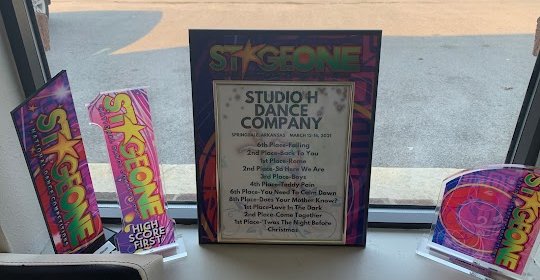 STAGEONE
STUDIO H
DANCE
COMPANY
SPRINGDALE, ARKANSAS MARCH 12-14, 2021
6th Place-Falling
2nd Place-Back To You
1st Place-Rome
2nd Place-So Here We Are
3rd Place-Boys
4th Place-Teddy Pain
6th Place-You Need To Calm Down
8th Place-Does Your Mother Know?
1st Place-Love In The Dark
2nd Place-Come Together
1st Place-'Twas The Night Before
Christmas
STAGEONE
STAGEONE
HIGH
SCORE
FIRST
STAGEONE